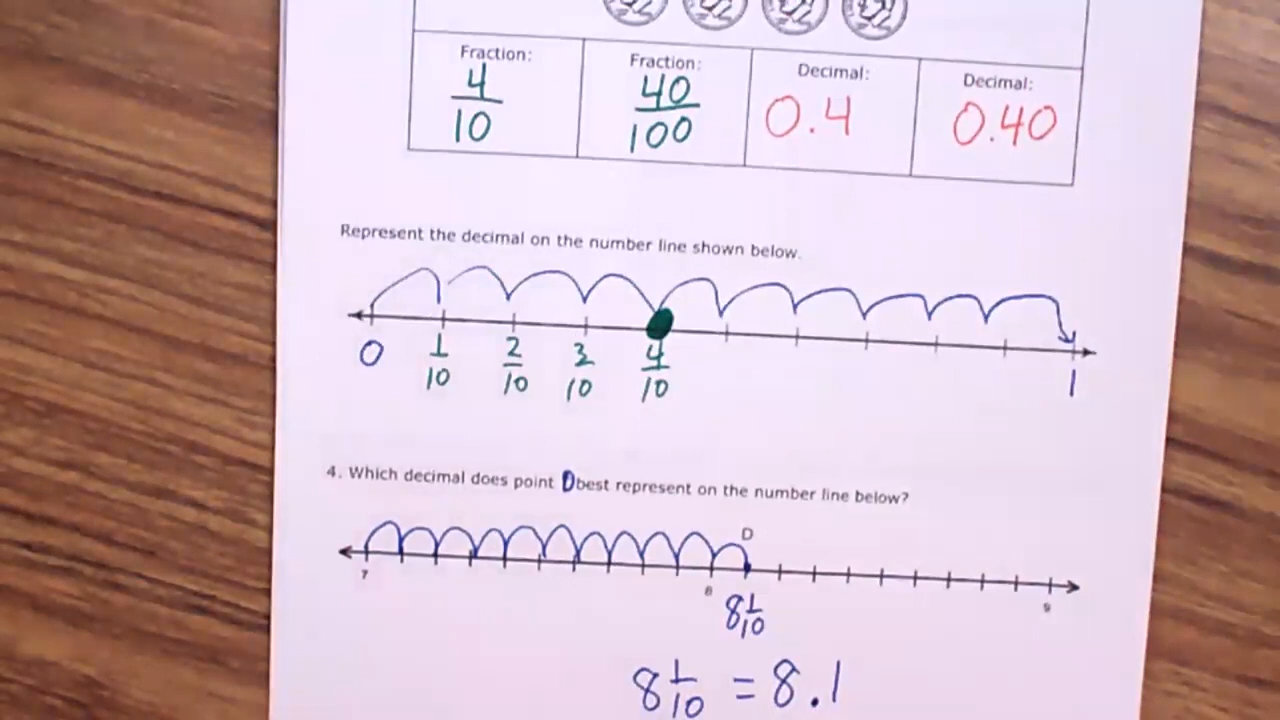 Fraction: Fraction: Decimal: Decimal:
4/10 40/100 0.4 0.40
Represent the decimal on the number line shown below.
0 1/10 2/10 3/10 4/10 1
4. Which decimal does point D best represent on the number line below?
D
7 8 9
8 1/10
8 1/10 = 8.1